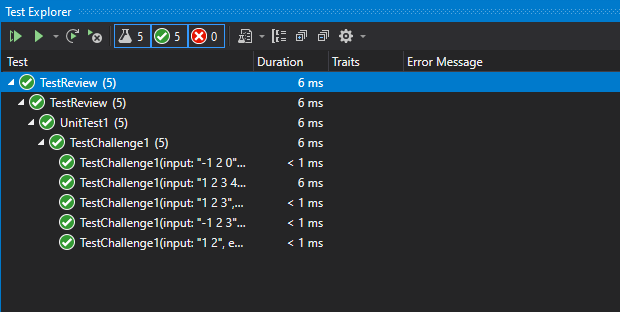 Test Explorer
5 5 0
Test Duration Traits Error Message
TestReview (5) 6 ms
TestReview (5) 6 ms
UnitTest1 (5) 6 ms
TestChallenge1 (5) 6 ms
TestChallenge1(input: "-1 2 0"... < 1 ms
TestChallenge1(input: "1 2 3 4... 6 ms
TestChallenge1(input: "1 2 3",... < 1 ms
TestChallenge1(input: "-1 2 3"... < 1 ms
TestChallenge1(input: "1 2", e... < 1 ms